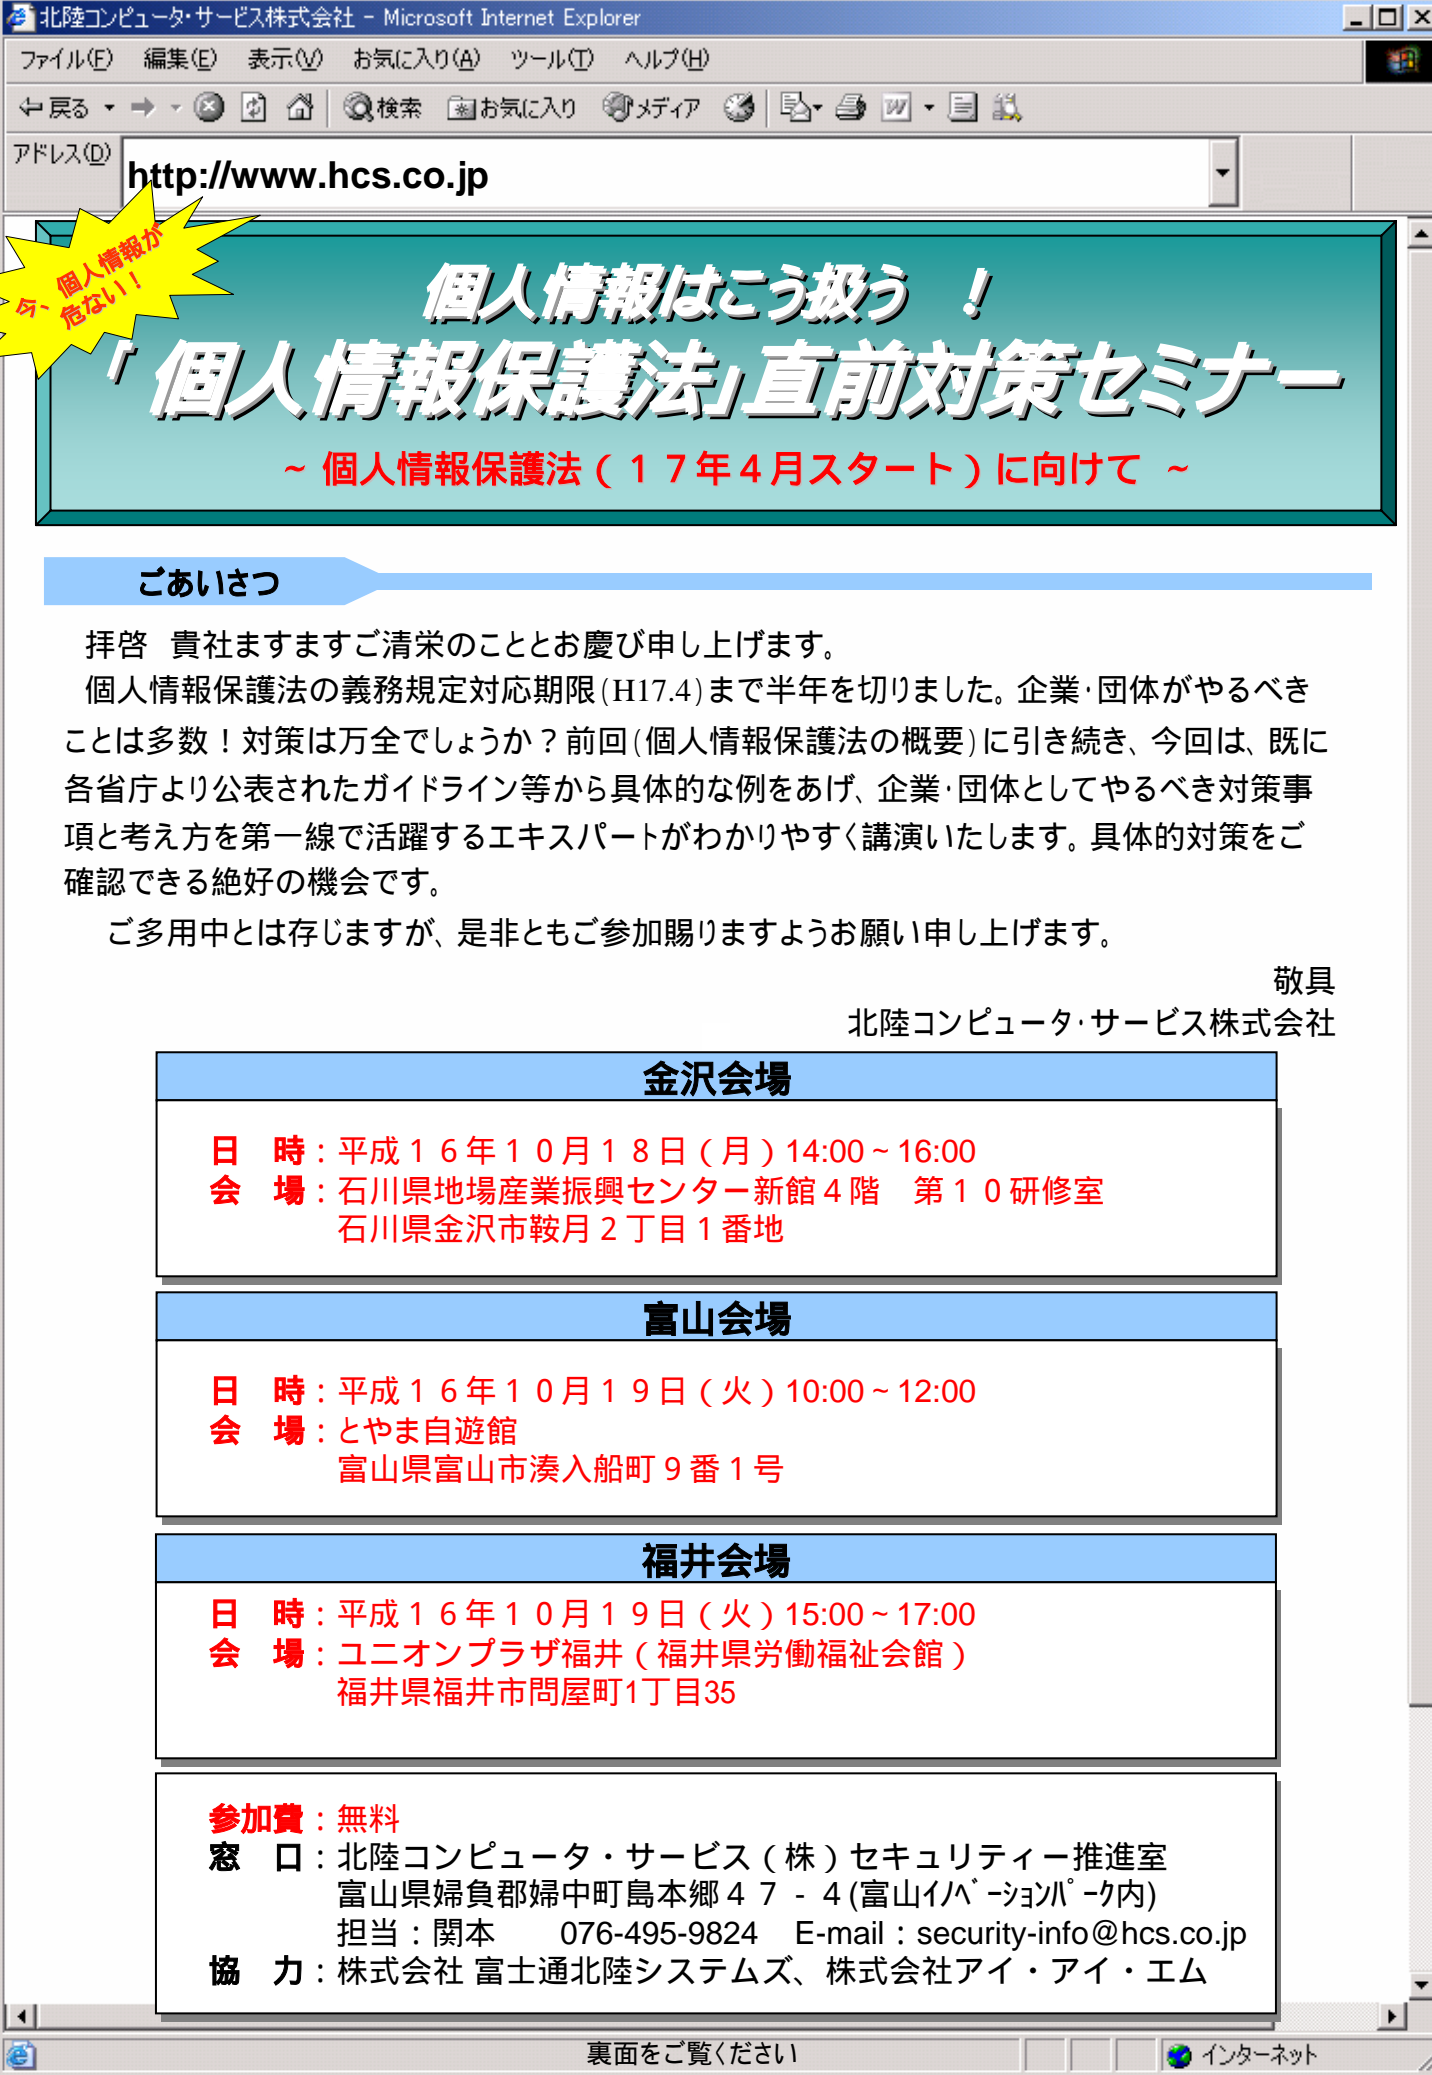 北陸コンピュータ･サービス株式会社 - Microsoft Internet Explorer
ファイル(F) 編集(E) 表示(V) お気に入り(A) ツール(T) ヘルプ(H)
戻る 検索 お気に入り メディア
アドレス(D) http://www.hcs.co.jp
今、個人情報が
危ない！
個人情報はこう扱う ！
「個人情報保護法」直前対策セミナー
～ 個人情報保護法（１７年４月スタート）に向けて ～
ごあいさつ
拝啓 貴社ますますご清栄のこととお慶び申し上げます。
個人情報保護法の義務規定対応期限(H17.4)まで半年を切りました。企業･団体がやるべき
ことは多数！対策は万全でしょうか？前回(個人情報保護法の概要)に引き続き、今回は、既に
各省庁より公表されたガイドライン等から具体的な例をあげ、企業･団体としてやるべき対策事
項と考え方を第一線で活躍するエキスパートがわかりやすく講演いたします。具体的対策をご
確認できる絶好の機会です。
ご多用中とは存じますが、是非ともご参加賜りますようお願い申し上げます。
敬具
北陸コンピュータ･サービス株式会社
金沢会場
日　時：平成１６年１０月１８日（月）14:00～16:00
会　場：石川県地場産業振興センター新館４階　第１０研修室
石川県金沢市鞍月２丁目１番地
富山会場
日　時：平成１６年１０月１９日（火）10:00～12:00
会　場：とやま自遊館
富山県富山市湊入船町９番１号
福井会場
日　時：平成１６年１０月１９日（火）15:00～17:00
会　場：ユニオンプラザ福井（福井県労働福祉会館）
福井県福井市問屋町1丁目35
参加費：無料
窓　口：北陸コンピュータ・サービス（株）セキュリティー推進室
富山県婦負郡婦中町島本郷４７‐４(富山ｲﾉﾍﾞｰｼｮﾝﾊﾟｰｸ内)
担当：関本　　076-495-9824　E-mail：security-info@hcs.co.jp
協　力：株式会社 富士通北陸システムズ、株式会社アイ・アイ・エム
裏面をご覧ください
インターネット